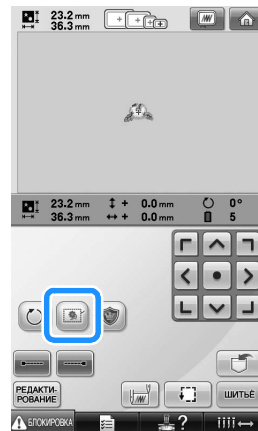 23.2 mm
36.3 mm
23.2 mm ↕ + 0.0 mm 0°
36.3 mm ↔ + 0.0 mm 5
РЕДАКТИ-
РОВАНИЕ
ШИТЬЁ
БЛОКИРОВКА ?